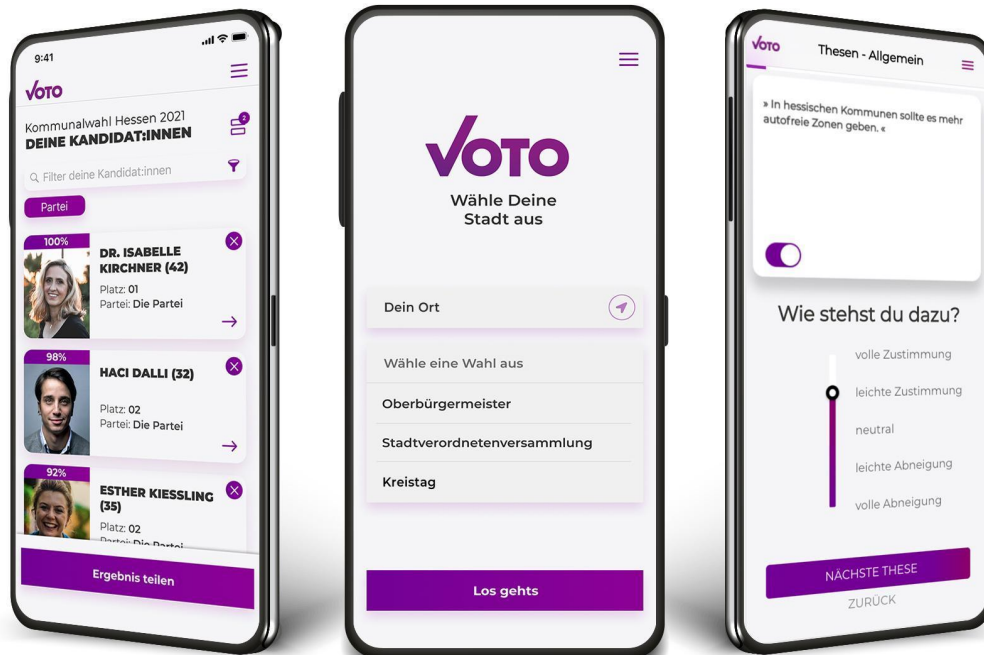 9:41
VOTO
Kommunalwahl Hessen 2021
DEINE KANDIDAT:INNEN
2
Filter deine Kandidat:innen
Partei
100%
DR. ISABELLE
KIRCHNER (42)
Platz: 01
Partei: Die Partei
98%
HACI DALLI (32)
Platz: 02
Partei: Die Partei
92%
ESTHER KIESSLING
(35)
Platz: 02
Partei: Die Partei
Ergebnis teilen
VOTO
Wähle Deine
Stadt aus
Dein Ort
Wähle eine Wahl aus
Oberbürgermeister
Stadtverordnetenversammlung
Kreistag
Los gehts
VOTO
Thesen - Allgemein
» In hessischen Kommunen sollte es mehr
autofreie Zonen geben. «
Wie stehst du dazu?
volle Zustimmung
leichte Zustimmung
neutral
leichte Abneigung
volle Abneigung
NÄCHSTE THESE
ZURÜCK